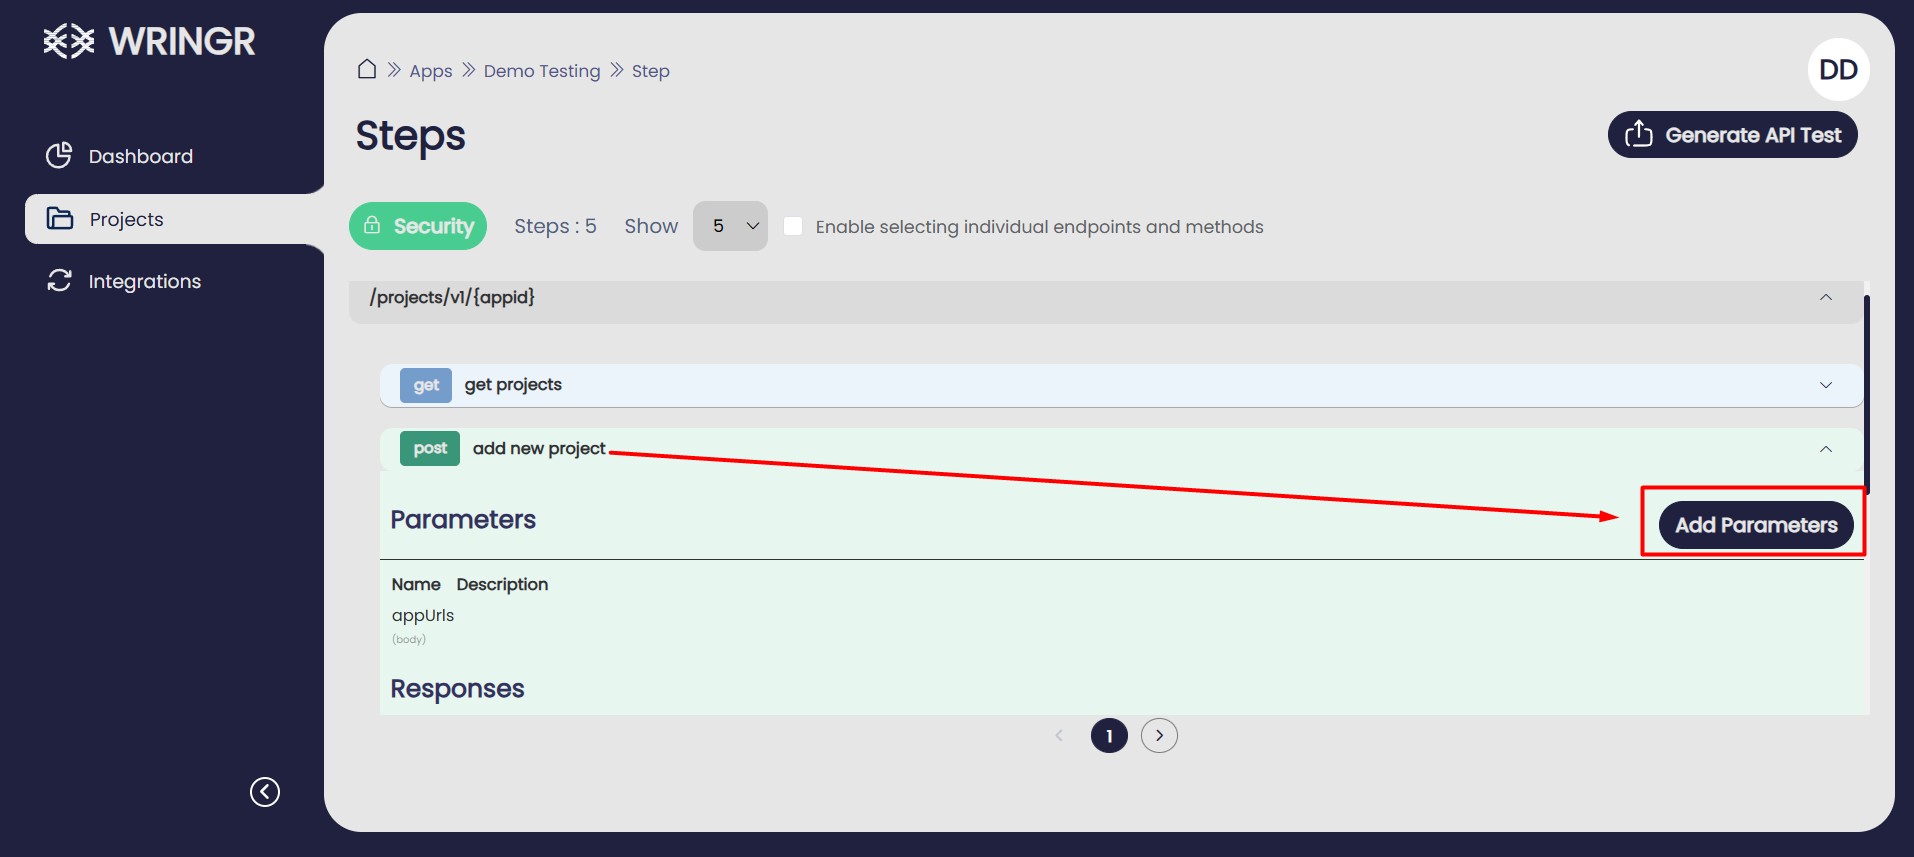 WRINGR
Dashboard
Projects
Integrations
Apps Demo Testing Step
DD
Steps
Generate API Test
Security Steps : 5 Show 5 Enable selecting individual endpoints and methods
/projects/v1/{appid}
get get projects
post add new project
Parameters
Add Parameters
Name Description
appUrls
(body)
Responses
1